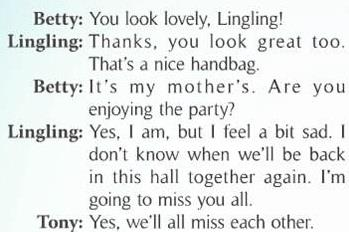 Betty: You look lovely, Lingling!
Lingling: Thanks, you look great too.
That's a nice handbag.
Betty: It's my mother's. Are you
enjoying the party?
Lingling: Yes, I am, but I feel a bit sad. I
don't know when we'll be back
in this hall together again. I'm
going to miss you all.
Tony: Yes, we'll all miss each other.